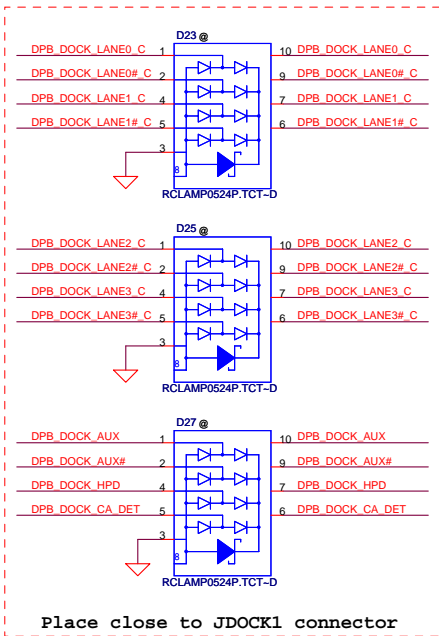 D23 @
DPB_DOCK_LANE0_C 1 10 DPB_DOCK_LANE0_C
DPB_DOCK_LANE0#_C 2 9 DPB_DOCK_LANE0#_C
DPB_DOCK_LANE1_C 4 7 DPB_DOCK_LANE1_C
DPB_DOCK_LANE1#_C 5 6 DPB_DOCK_LANE1#_C
3
8
RCLAMP0524P.TCT~D
D25 @
DPB_DOCK_LANE2_C 1 10 DPB_DOCK_LANE2_C
DPB_DOCK_LANE2#_C 2 9 DPB_DOCK_LANE2#_C
DPB_DOCK_LANE3_C 4 7 DPB_DOCK_LANE3_C
DPB_DOCK_LANE3#_C 5 6 DPB_DOCK_LANE3#_C
3
8
RCLAMP0524P.TCT~D
D27 @
DPB_DOCK_AUX 1 10 DPB_DOCK_AUX
DPB_DOCK_AUX# 2 9 DPB_DOCK_AUX#
DPB_DOCK_HPD 4 7 DPB_DOCK_HPD
DPB_DOCK_CA_DET 5 6 DPB_DOCK_CA_DET
3
8
RCLAMP0524P.TCT~D
Place close to JDOCK1 connector